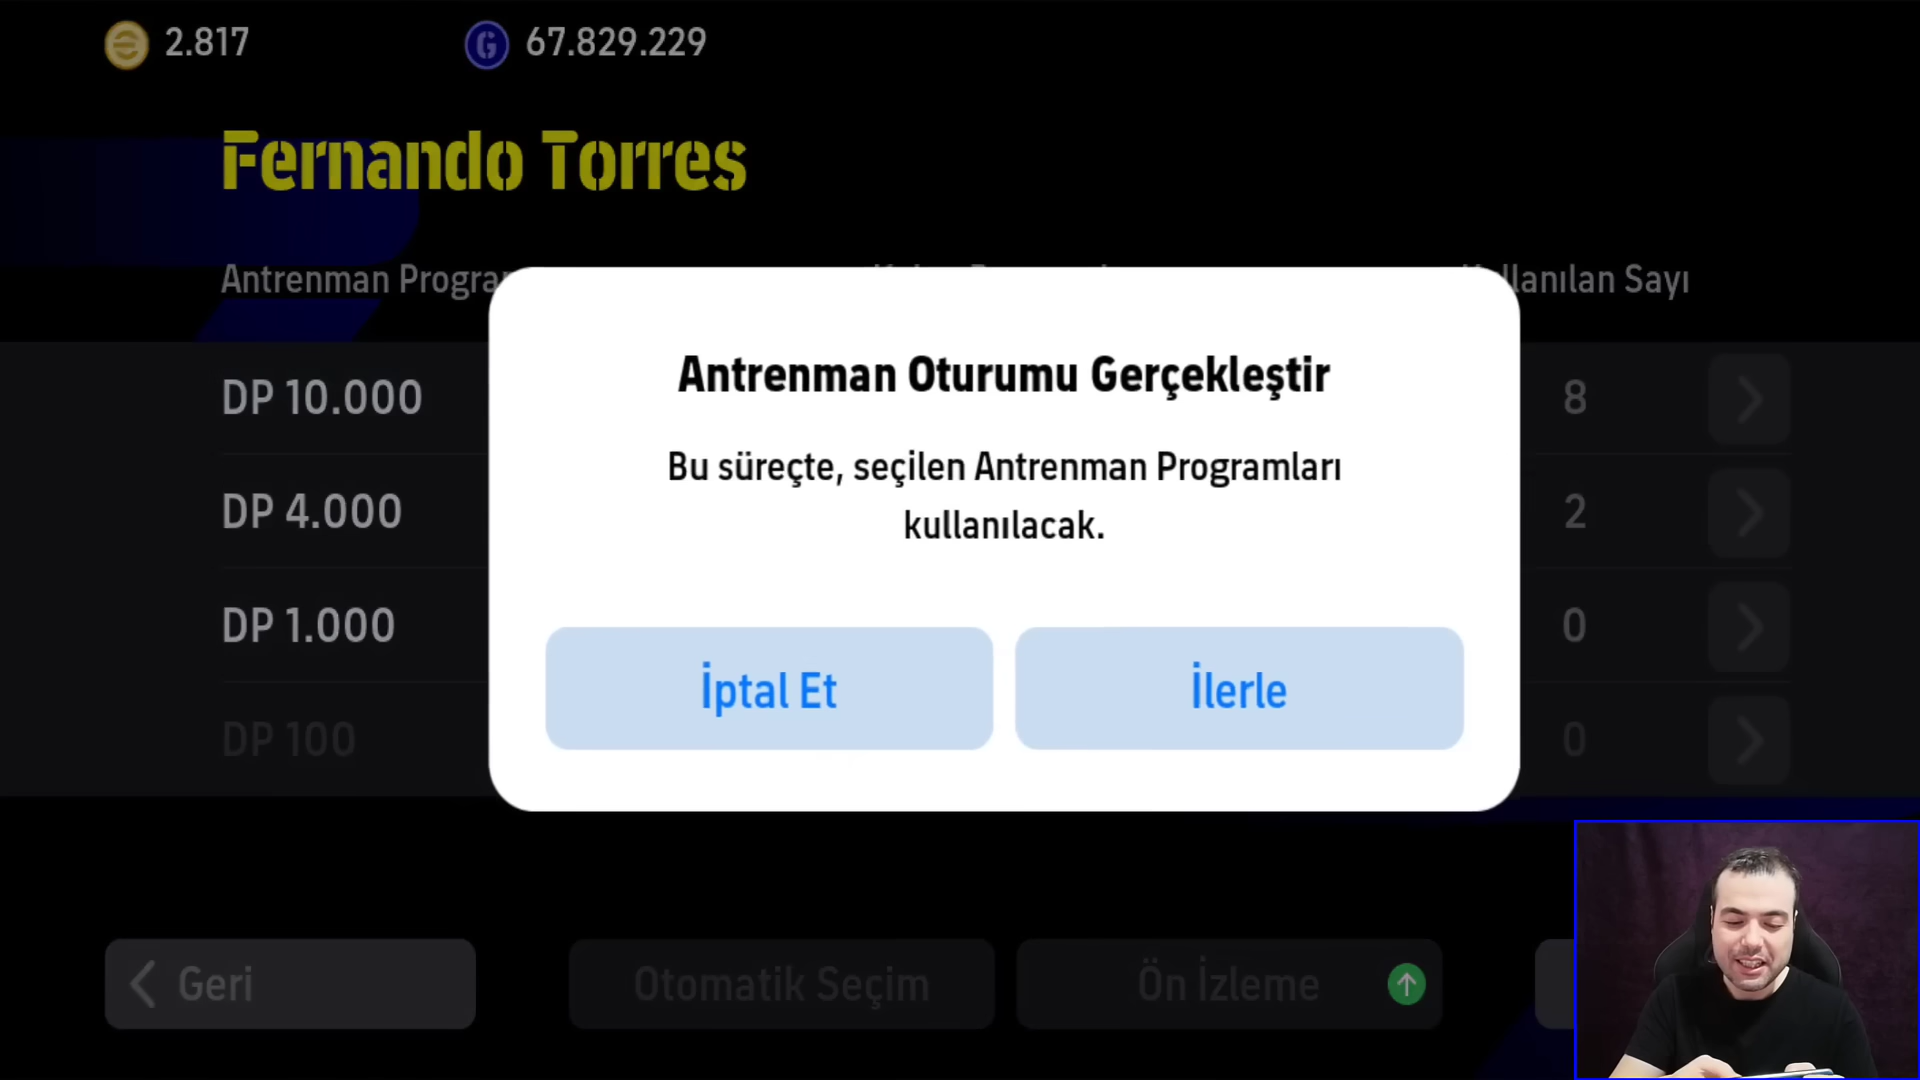 2.817
67.829.229
Fernando Torres
Antrenman
Antrenman Oturumu Gerçekleştir
Bu süreçte, seçilen Antrenman Programları
kullanılacak.
İptal Et
İlerle
DP 10.000
8
DP 4.000
2
DP 1.000
0
DP 100
0
Sayı
Geri
Otomatik Seçim
Ön İzleme